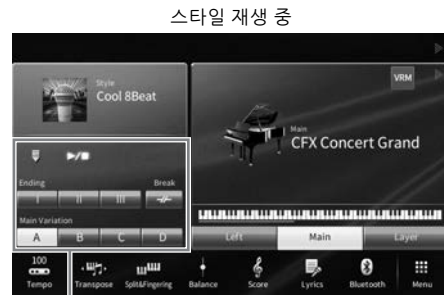 스타일 재생 중
Style
Cool 8Beat
VRM
Main
CFX Concert Grand
Ending
Break
I
II
III
Main Variation
A
B
C
D
Left
Main
Layer
100
Tempo
Transpose
Split&Fingering
Balance
Score
Lyrics
Bluetooth
Menu